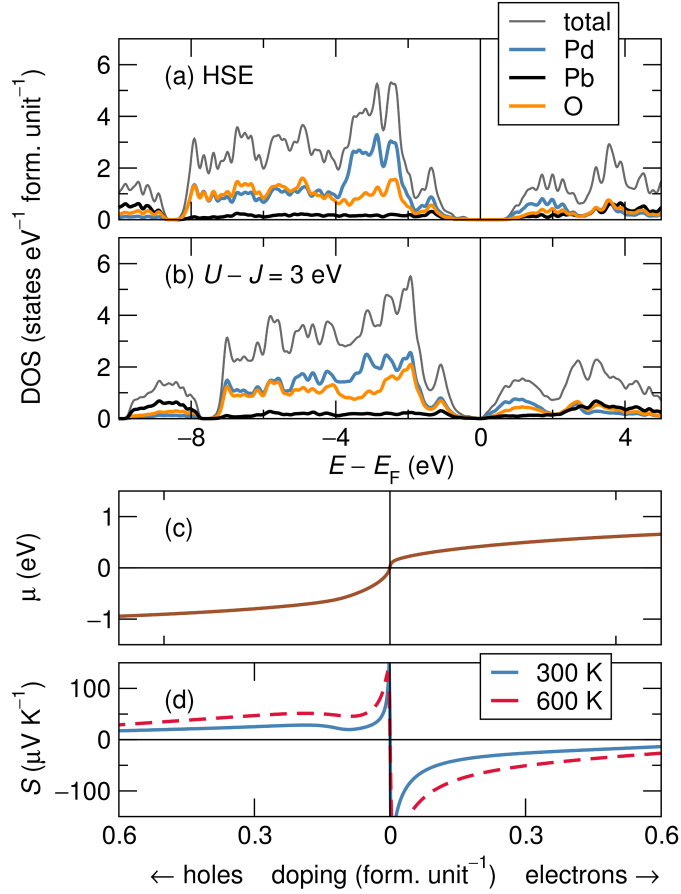 total
Pd
Pb
O
(a) HSE
6
4
2
0
(b) U − J = 3 eV
6
4
2
0
DOS (states eV⁻¹ form. unit⁻¹)
−8
−4
0
4
E − E_F (eV)
(c)
1
0
−1
μ (eV)
(d)
300 K
600 K
100
0
−100
S (μV K⁻¹)
0.6
0.3
0
0.3
0.6
← holes doping (form. unit⁻¹) electrons →